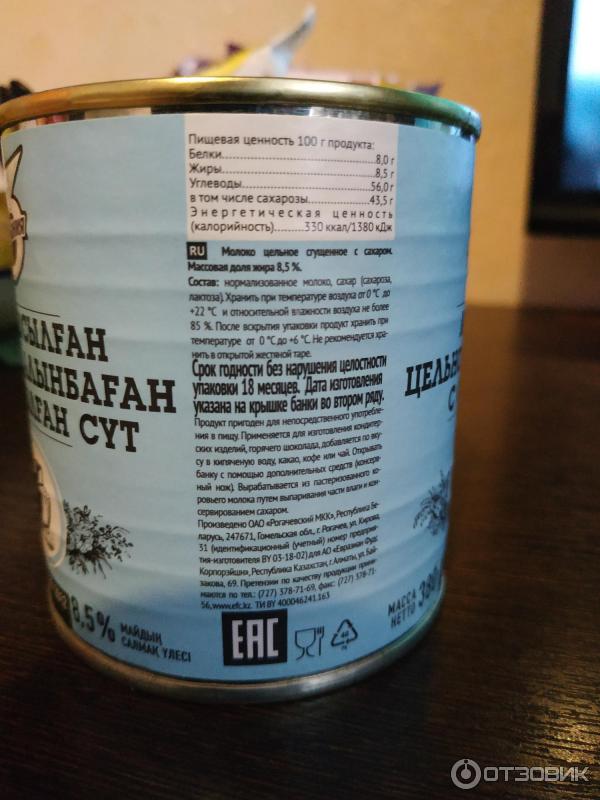 Пищевая ценность 100 г продукта:
Белки 8,0 г
Жиры 8,5 г
Углеводы 56,0 г
в том числе сахарозы 43,5 г
Энергетическая ценность
(калорийность) 330 ккал/1380 кДж
RU Молоко цельное сгущенное с сахаром.
Массовая доля жира 8,5 %.
Состав: нормализованное молоко, сахар (сахароза,
лактоза). Хранить при температуре воздуха от 0 °С до
+22 °С и относительной влажности воздуха не более
85 %. После вскрытия упаковки продукт хранить при
температуре от 0 °С до +6 °С. Не рекомендуется хра-
нить в открытой жестяной таре.
Срок годности без нарушения целостности
упаковки 18 месяцев. Дата изготовления
указана на крышке банки во втором ряду.
Продукт пригоден для непосредственного употребле-
ния в пищу. Применяется для изготовления кондитер-
ских изделий, горячего шоколада, добавляется по вку-
су в кипяченую воду, какао, кофе или чай. Открывать
банку с помощью дополнительных средств (консерв-
ный нож). Вырабатывается из пастеризованного ко-
ровьего молока путем выпаривания части влаги и кон-
сервированием сахаром.
Произведено ОАО «Рогачевский МКК», Республика Бе-
ларусь, 247671, Гомельская обл., г. Рогачев, ул. Кирова,
31 (идентификационный (учетный) номер предприя-
тия-изготовителя BY 03-18-02) для АО «Евразиан Фудс
Корпорэйшн», Республика Казахстан, г. Алматы, ул. Бай-
закова, 69. Претензии по качеству продукции прини-
маются по: тел.: (727) 378-71-69, факс: (727) 378-71-
56, www.efc.kz. ТИ BY 400046241.163
ЕАС
40
СЫЛҒАН
ЛЫНБАҒАН
АҒАН СҮТ
8,5% МАЙДЫҢ
САЛМАҚ ҮЛЕСІ
ЦЕЛЬН
С
МАССА
НЕТТО 380
ОТЗОВИК